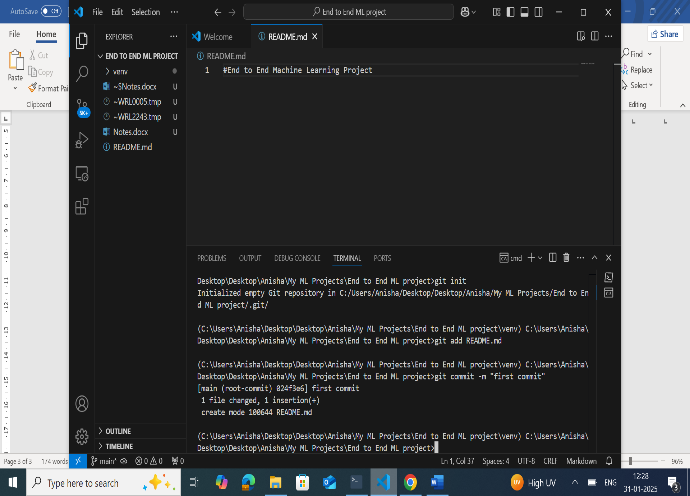 AutoSave On
File Edit Selection ...
End to End ML project
Share
File Home
Paste
Cut
Copy
Format Pai
Clipboard
Find
Replace
Select
Editing
EXPLORER ...
END TO END ML PROJECT
venv
~SNotes.docx U
~WRL0005.tmp U
~WRL2243.tmp U
Notes.docx U
README.md
OUTLINE
TIMELINE
Welcome
README.md
README.md
1 #End to End Machine Learning Project
PROBLEMS OUTPUT DEBUG CONSOLE TERMINAL PORTS
cmd
Desktop\Desktop\Anisha\My ML Projects\End to End ML project>git init
Initialized empty Git repository in C:/Users/Anisha/Desktop/Desktop/Anisha/My ML Projects/End to En
d ML project/.git/
(C:\Users\Anisha\Desktop\Desktop\Anisha\My ML Projects\End to End ML project\venv) C:\Users\Anisha\
Desktop\Desktop\Anisha\My ML Projects\End to End ML project>git add README.md
(C:\Users\Anisha\Desktop\Desktop\Anisha\My ML Projects\End to End ML project\venv) C:\Users\Anisha\
Desktop\Desktop\Anisha\My ML Projects\End to End ML project>git commit -m "first commit"
[main (root-commit) 024f3e6] first commit
1 file changed, 1 insertion(+)
create mode 100644 README.md
(C:\Users\Anisha\Desktop\Desktop\Anisha\My ML Projects\End to End ML project\venv) C:\Users\Anisha\
Desktop\Desktop\Anisha\My ML Projects\End to End ML project>
Page 3 of 3 174 words
main* 0 0 0
Ln 1, Col 37 Spaces: 4 UTF-8 CRLF Markdown
96%
Type here to search
High UV
ENG
12:28
31-01-2025